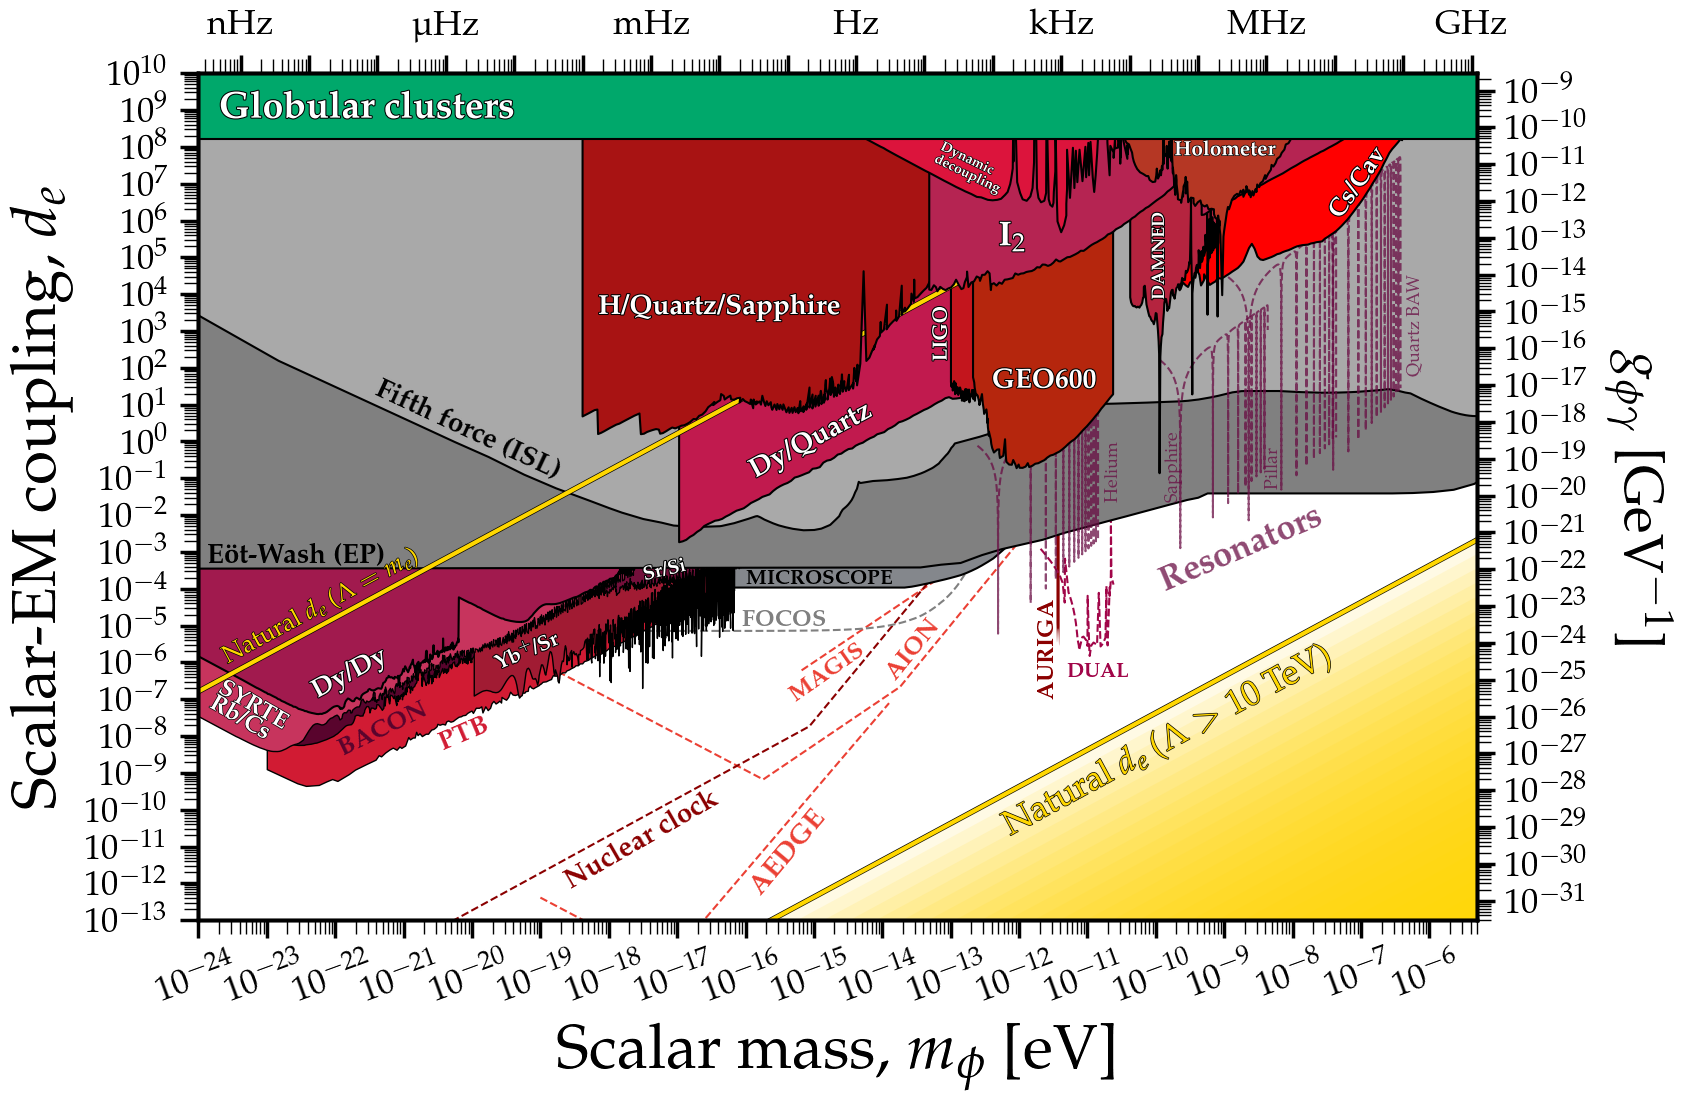 nHz μHz mHz Hz kHz MHz GHz
10^10
10^9
10^8
10^7
10^6
10^5
10^4
10^3
10^2
10^1
10^0
10^−1
10^−2
10^−3
10^−4
10^−5
10^−6
10^−7
10^−8
10^−9
10^−10
10^−11
10^−12
10^−13
Scalar-EM coupling, d_e
Globular clusters
Dynamic
decoupling
Holometer
Cs/Cav
I_2
DAMNED
H/Quartz/Sapphire
LIGO
GEO600
Quartz BAW
Fifth force (ISL)
Dy/Quartz
Helium
Sapphire
Pillar
Resonators
Eöt-Wash (EP)
Natural d_e (Λ = m_e)
Sr/Si
MICROSCOPE
FOCOS
Yb^+/Sr
Dy/Dy
SYRTE
Rb/Cs
BACON
PTB
MAGIS
AION
AURIGA
DUAL
Nuclear clock
AEDGE
Natural d_e (Λ > 10 TeV)
10^−9
10^−10
10^−11
10^−12
10^−13
10^−14
10^−15
10^−16
10^−17
10^−18
10^−19
10^−20
10^−21
10^−22
10^−23
10^−24
10^−25
10^−26
10^−27
10^−28
10^−29
10^−30
10^−31
g_ϕγ [GeV^−1]
10^−24 10^−23 10^−22 10^−21 10^−20 10^−19 10^−18 10^−17 10^−16 10^−15 10^−14 10^−13 10^−12 10^−11 10^−10 10^−9 10^−8 10^−7 10^−6
Scalar mass, m_ϕ [eV]